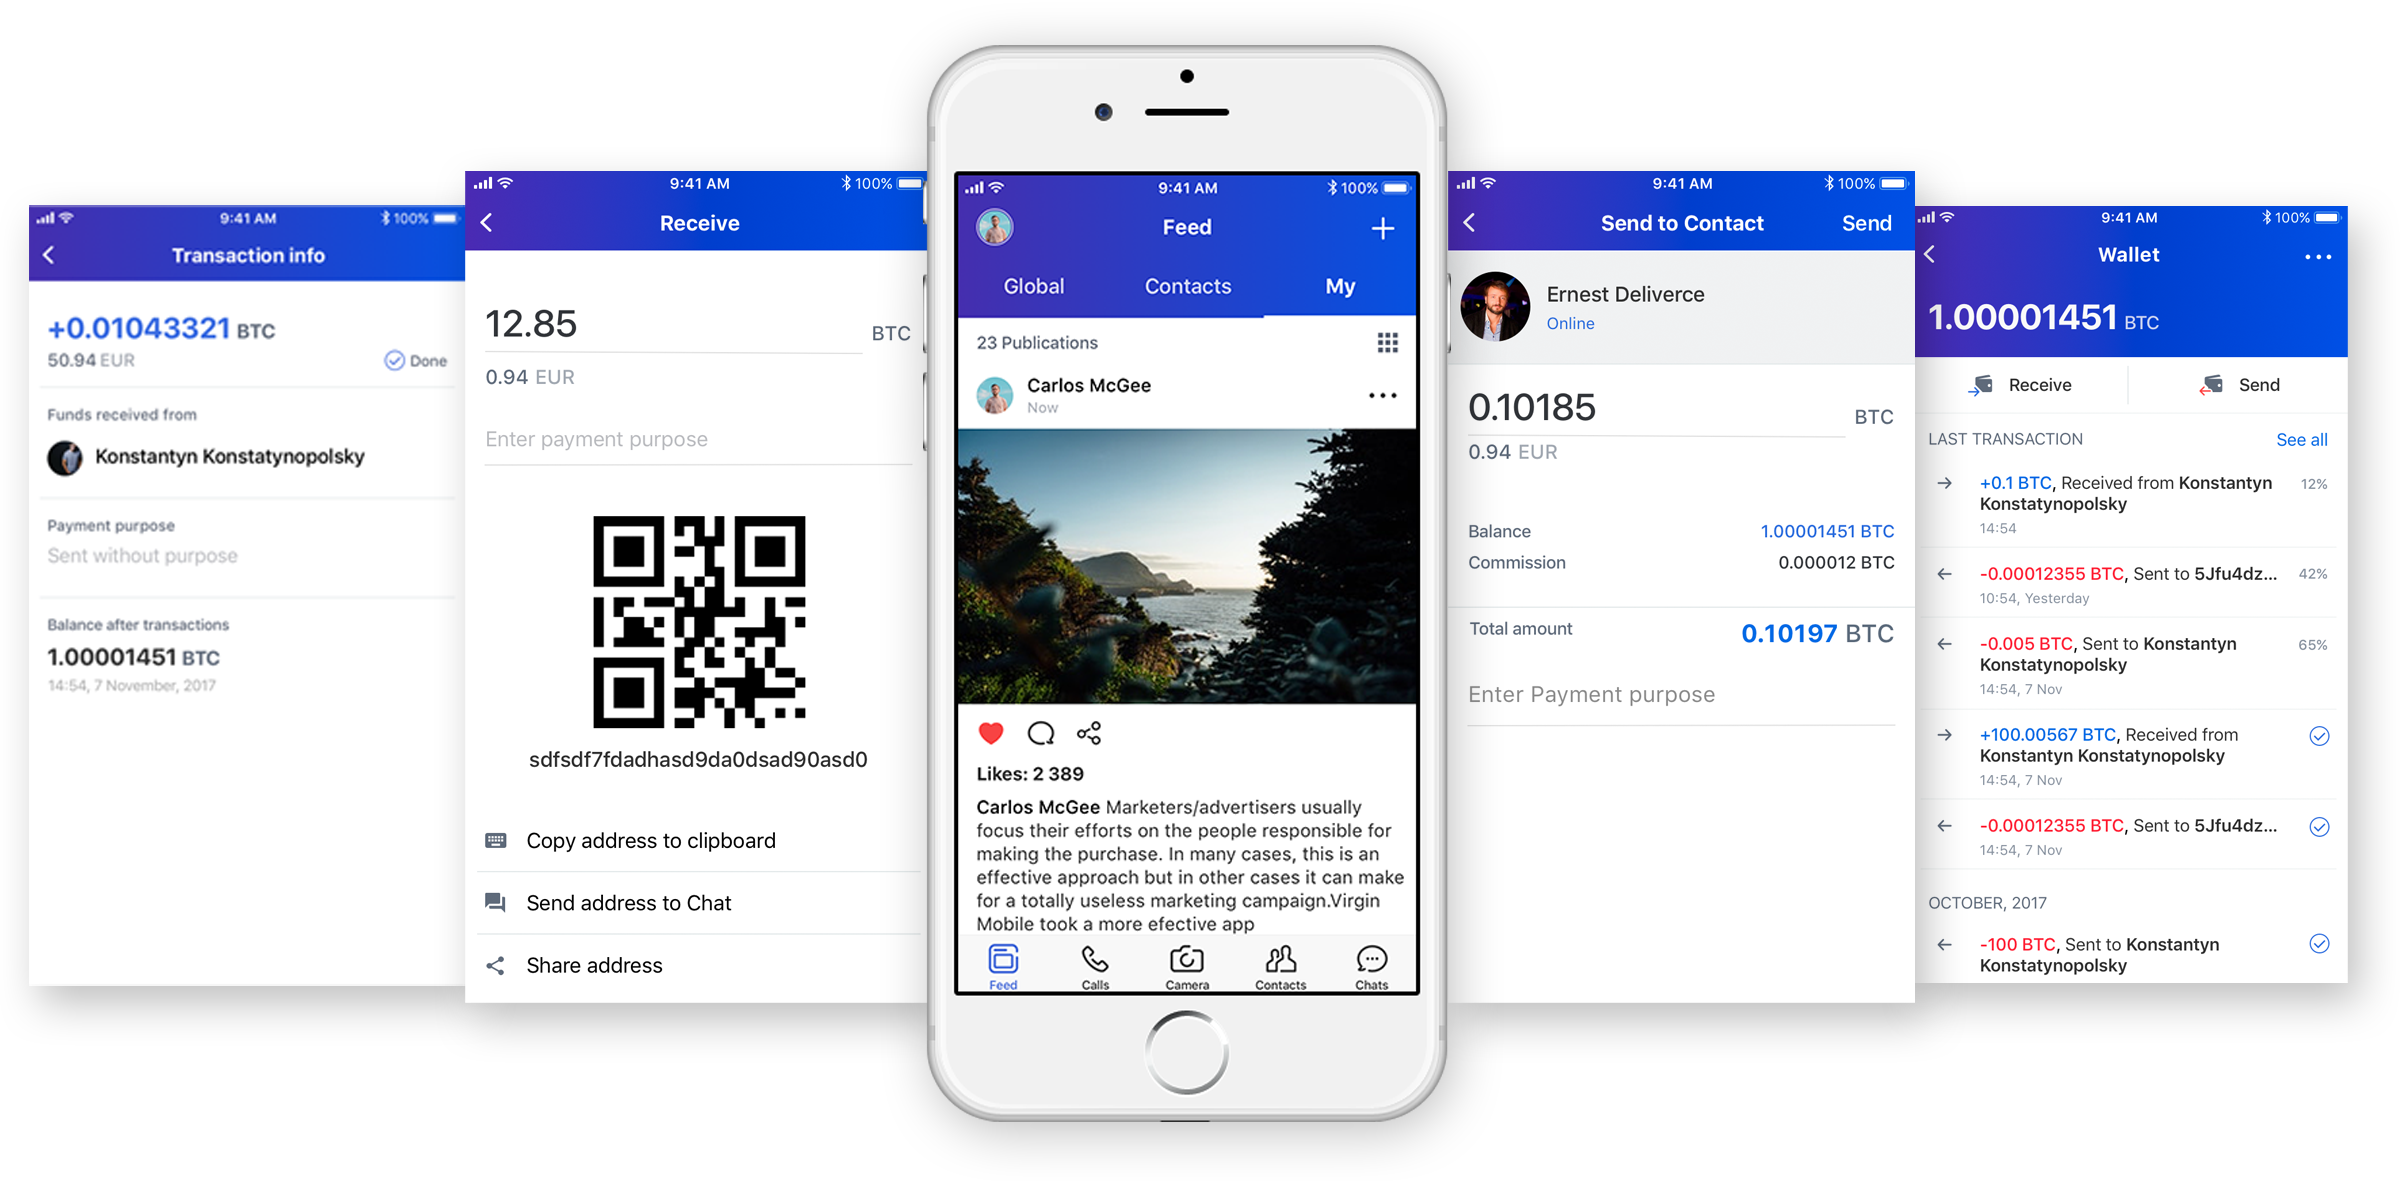 9:41 AM
100%
Transaction info
+0.01043321 BTC
50.94 EUR
Done
Funds received from
Konstantyn Konstatynopolsky
Payment purpose
Sent without purpose
Balance after transactions
1.00001451 BTC
14:54, 7 November, 2017
9:41 AM
100%
Receive
12.85
BTC
0.94 EUR
Enter payment purpose
sdfsdf7fdadhasd9da0dsad90asd0
Copy address to clipboard
Send address to Chat
Share address
9:41 AM
100%
Feed
Global
Contacts
My
23 Publications
Carlos McGee
Now
Likes: 2 389
Carlos McGee Marketers/advertisers usually
focus their efforts on the people responsible for
making the purchase. In many cases, this is an
effective approach but in other cases it can make
for a totally useless marketing campaign.Virgin
Mobile took a more efective app
Feed
Calls
Camera
Contacts
Chats
9:41 AM
100%
Send to Contact
Send
Ernest Deliverce
Online
0.10185
BTC
0.94 EUR
Balance
1.00001451 BTC
Commission
0.000012 BTC
Total amount
0.10197 BTC
Enter Payment purpose
9:41 AM
100%
Wallet
1.00001451 BTC
Receive
Send
LAST TRANSACTION
See all
+0.1 BTC, Received from Konstantyn
12%
Konstatynopolsky
14:54
-0.00012355 BTC, Sent to 5Jfu4dz...
42%
10:54, Yesterday
-0.005 BTC, Sent to Konstantyn
65%
Konstatynopolsky
14:54, 7 Nov
+100.00567 BTC, Received from
Konstantyn Konstatynopolsky
14:54, 7 Nov
-0.00012355 BTC, Sent to 5Jfu4dz...
14:54, 7 Nov
OCTOBER, 2017
-100 BTC, Sent to Konstantyn
Konstatynopolsky